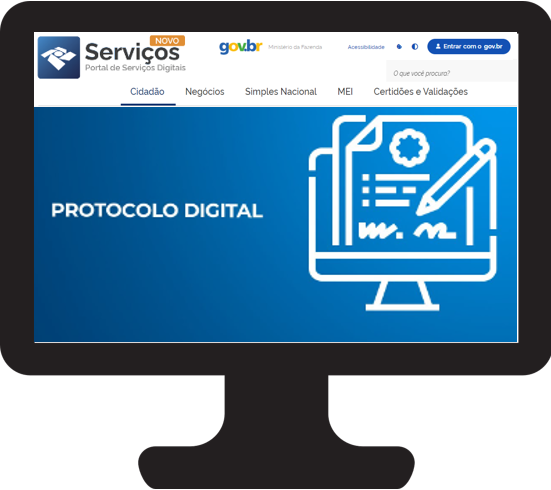 NOVO
Serviços
Portal de Serviços Digitais
gov.br Ministério da Fazenda
Acessibilidade
Entrar com o gov.br
O que você procura?
Cidadão Negócios Simples Nacional MEI Certidões e Validações
PROTOCOLO DIGITAL